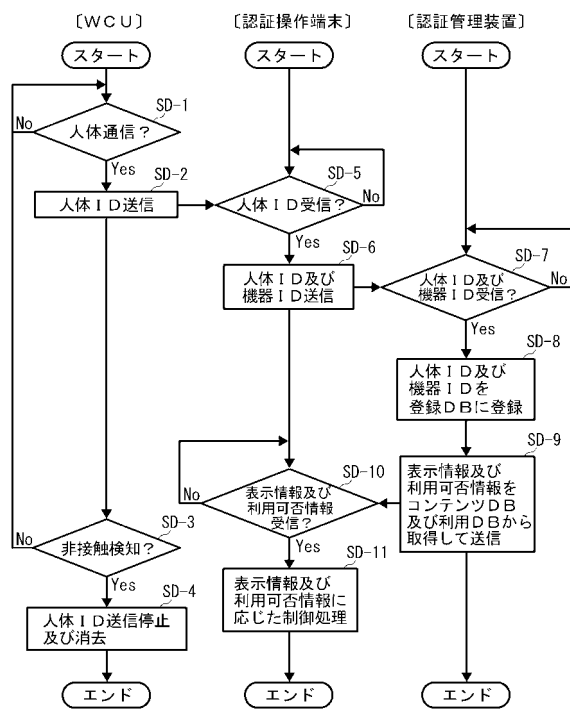 〔WCU〕
〔認証操作端末〕
〔認証管理装置〕
スタート
スタート
スタート
SD-1
人体通信?
No
Yes
SD-2
人体ID送信
SD-5
人体ID受信?
No
Yes
SD-6
人体ID及び
機器ID送信
SD-7
人体ID及び
機器ID受信?
No
Yes
SD-8
人体ID及び
機器IDを
登録DBに登録
SD-9
表示情報及び
利用可否情報を
コンテンツDB
及び利用DBから
取得して送信
SD-10
表示情報及び
利用可否情報
受信?
No
Yes
SD-3
非接触検知?
No
Yes
SD-11
表示情報及び
利用可否情報に
応じた制御処理
SD-4
人体ID送信停止
及び消去
エンド
エンド
エンド